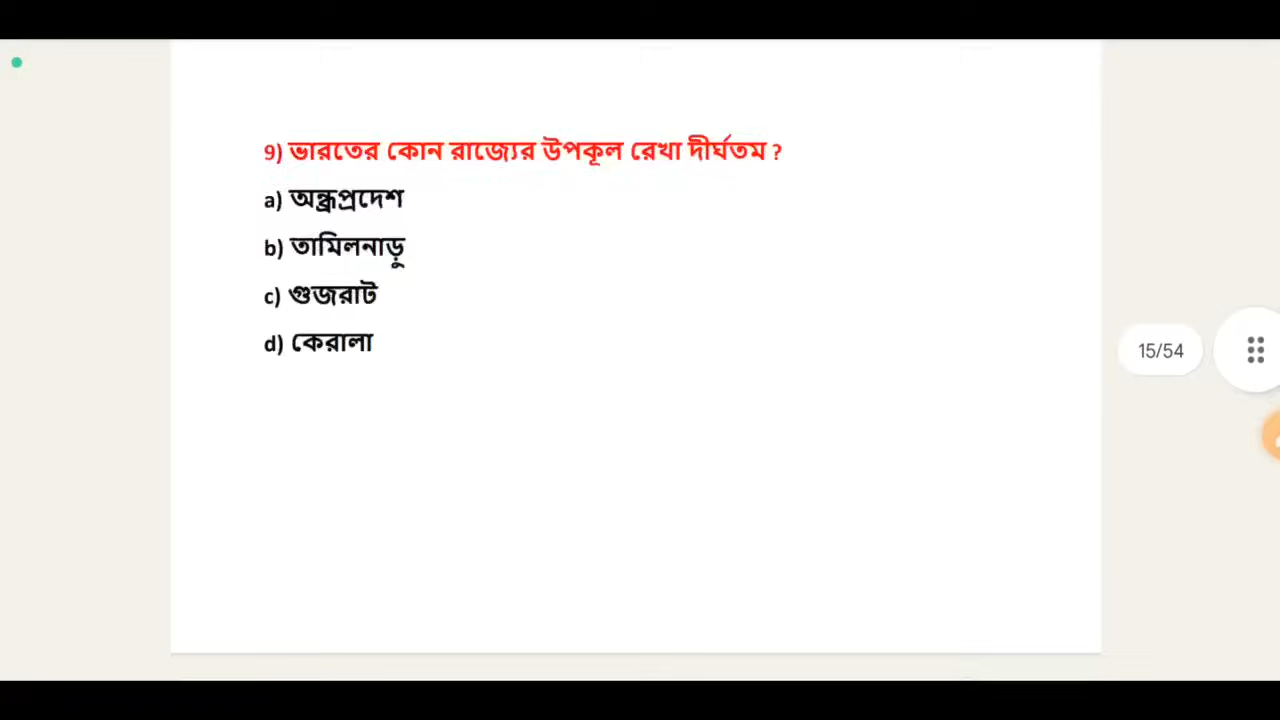 9) ভারতের কোন রাজ্যের উপকূল রেখা দীর্ঘতম ?
a) অন্ধ্রপ্রদেশ
b) তামিলনাড়ু
c) গুজরাট
d) কেরালা
15/54